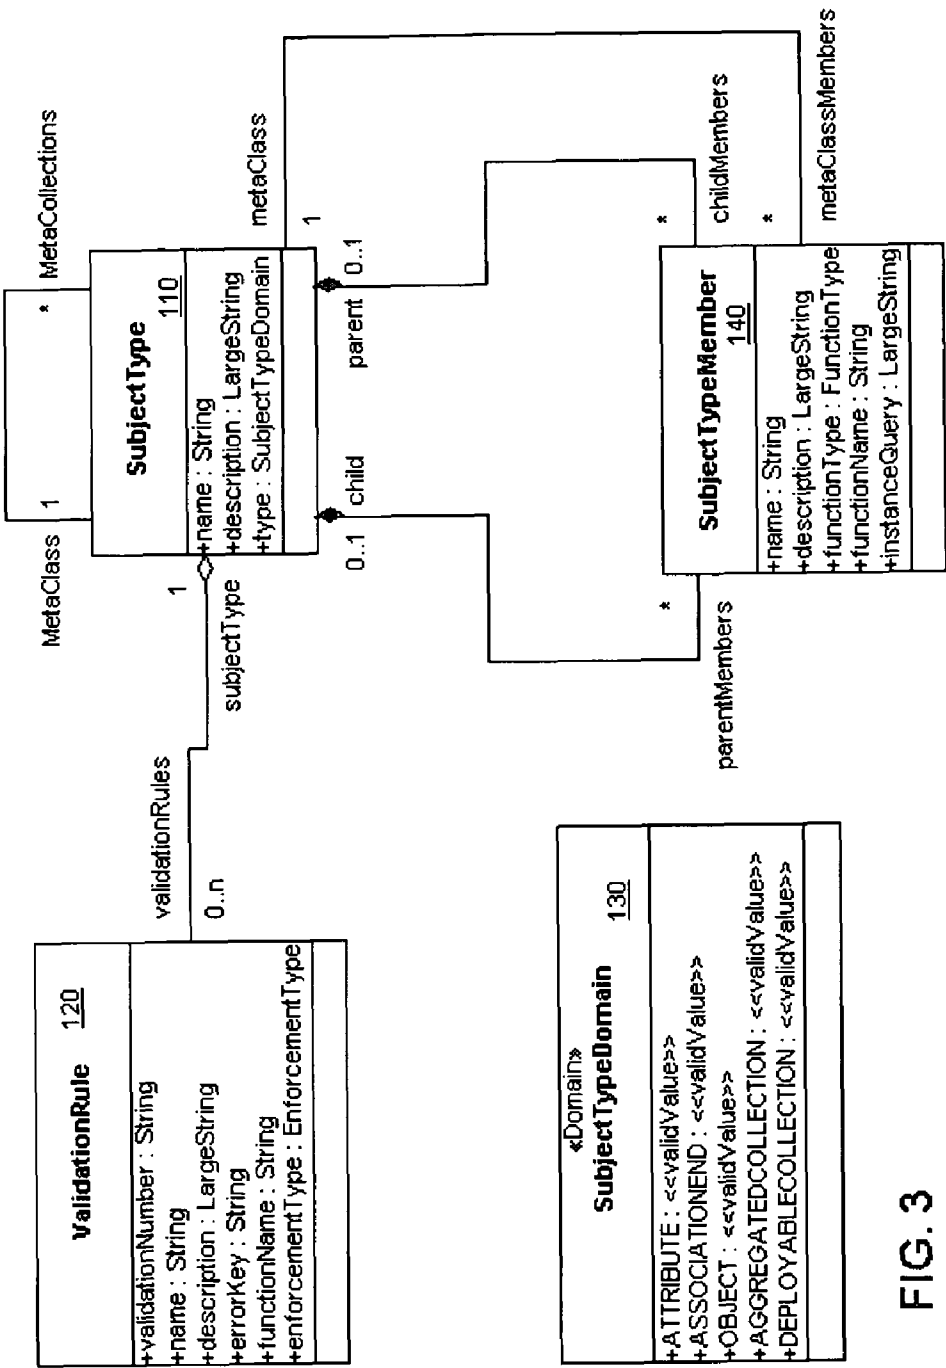 ValidationRule 120
+validationNumber : String
+name : String
+description : LargeString
+errorKey : String
+functionName : String
+enforcementType : EnforcementType
validationRules
0..n
subjectType
1
MetaClass
1
MetaCollections
*
SubjectType
110
+name : String
+description : LargeString
+type : SubjectTypeDomain
metaClass
1
0..1
child
parent
0..1
«Domain»
SubjectTypeDomain 130
+ATTRIBUTE : <<validValue>>
+ASSOCIATIONEND : <<validValue>>
+OBJECT : <<validValue>>
+AGGREGATEDCOLLECTION : <<validValue>>
+DEPLOYABLECOLLECTION : <<validValue>>
parentMembers
*
*
childMembers
*
metaClassMembers
SubjectTypeMember
140
+name : String
+description : LargeString
+functionType : FunctionType
+functionName : String
+instanceQuery : LargeString
FIG. 3